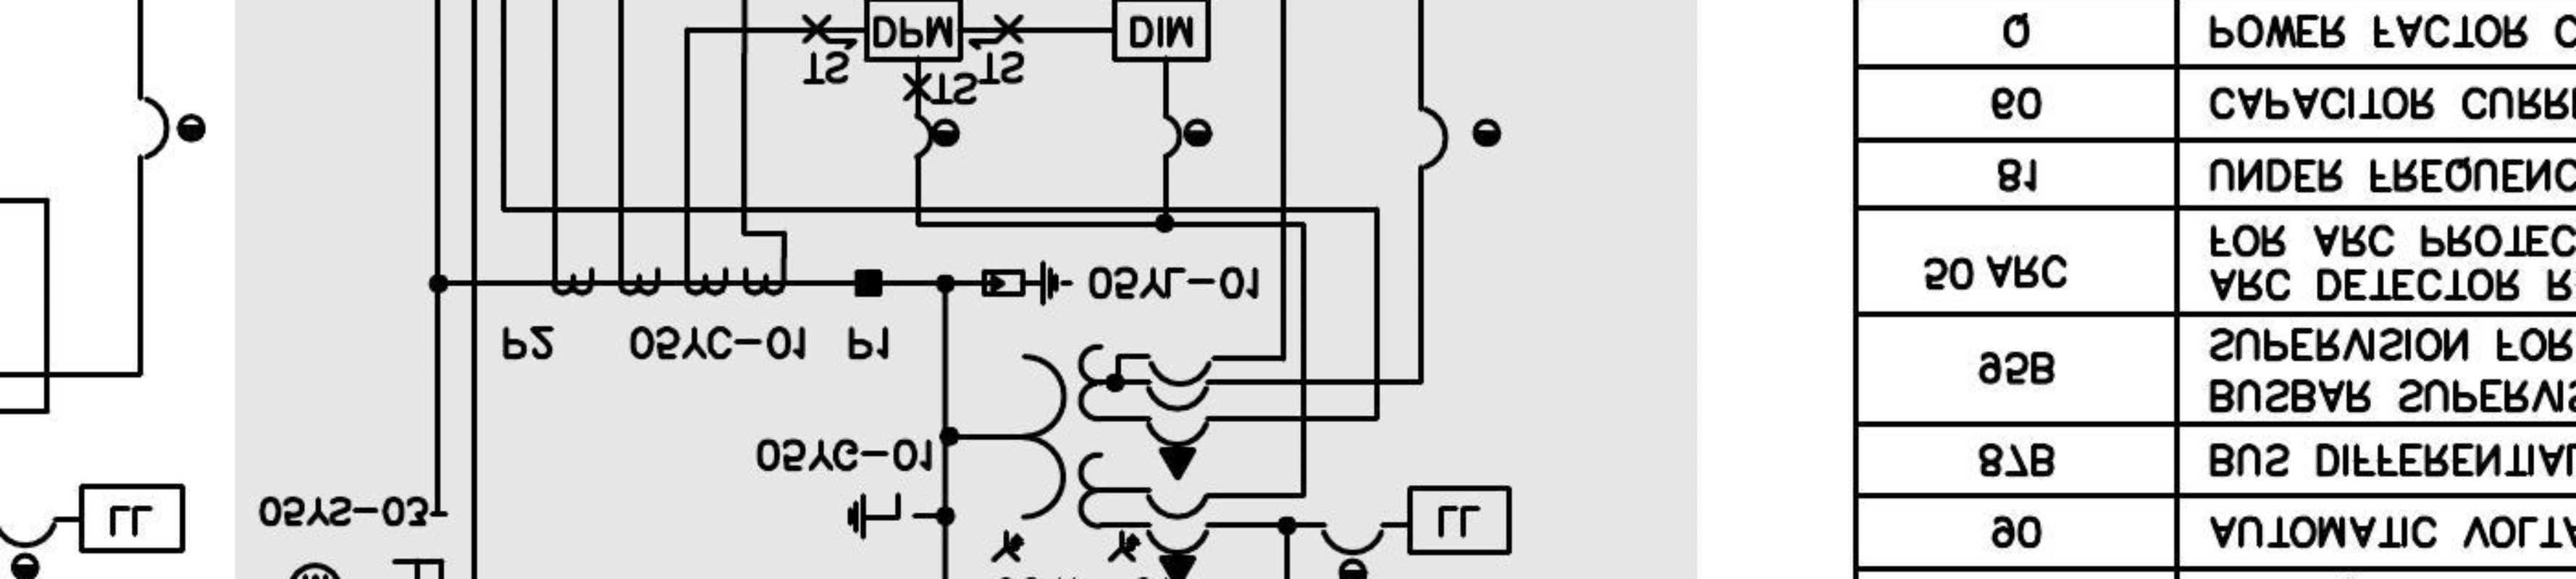 LL
05YS-03
05YG-01
LL
P2
05YC-01
P1
05YL-01
TS
TS
TS
DPM
DIM
90
AUTOMATIC VOLTA
87B
BUS DIFFERENTIAL
95B
BUSBAR SUPERVIS
SUPERVISION FOR
50 ARC
ARC DETECTOR R
FOR ARC PROTEC
81
UNDER FREQUENC
60
CAPACITOR CURR
Q
POWER FACTOR C